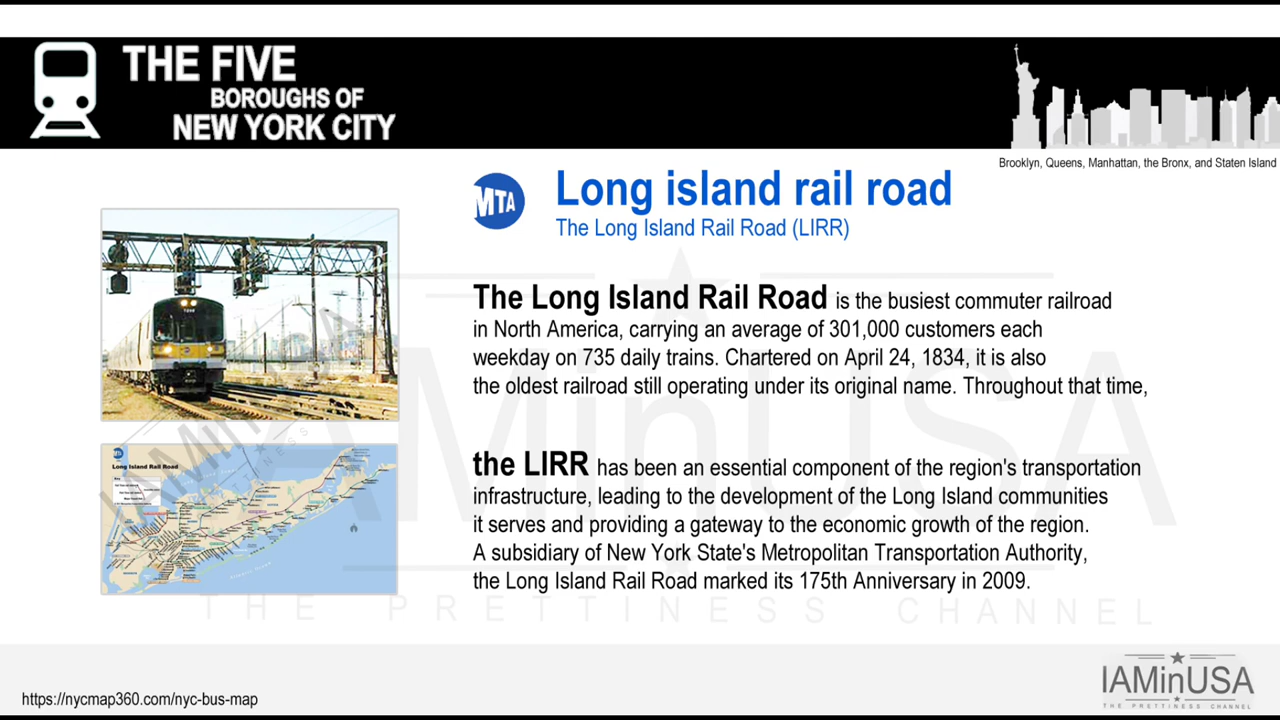 THE FIVE
BOROUGHS OF
NEW YORK CITY
Brooklyn, Queens, Manhattan, the Bronx, and Staten Island
MTA
Long island rail road
The Long Island Rail Road (LIRR)
The Long Island Rail Road is the busiest commuter railroad
in North America, carrying an average of 301,000 customers each
weekday on 735 daily trains. Chartered on April 24, 1834, it is also
the oldest railroad still operating under its original name. Throughout that time,
the LIRR has been an essential component of the region's transportation
infrastructure, leading to the development of the Long Island communities
it serves and providing a gateway to the economic growth of the region.
A subsidiary of New York State's Metropolitan Transportation Authority,
the Long Island Rail Road marked its 175th Anniversary in 2009.
Long Island Rail Road
IAMinUSA
THE PRETTINESS CHANNEL
https://nycmap360.com/nyc-bus-map
IAMinUSA
THE PRETTINESS CHANNEL